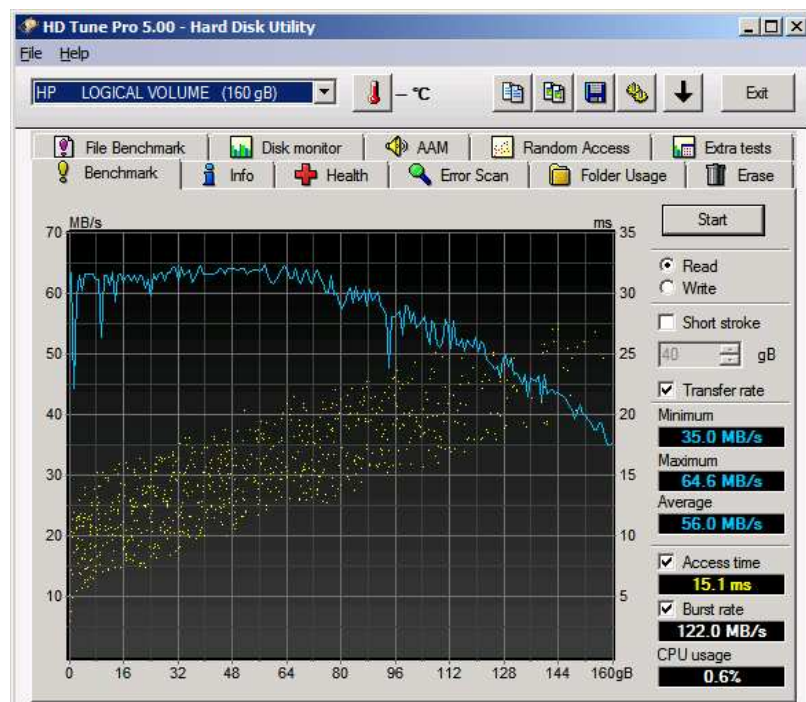 HD Tune Pro 5.00 - Hard Disk Utility
File Help
HP LOGICAL VOLUME (160 gB)
– °C
Exit
File Benchmark Disk monitor AAM Random Access Extra tests
Benchmark Info Health Error Scan Folder Usage Erase
MB/s ms
70 35
60 30
50 25
40 20
30 15
20 10
10 5
0 16 32 48 64 80 96 112 128 144 160gB
Start
Read
Write
Short stroke
40 gB
Transfer rate
Minimum
35.0 MB/s
Maximum
64.6 MB/s
Average
56.0 MB/s
Access time
15.1 ms
Burst rate
122.0 MB/s
CPU usage
0.6%